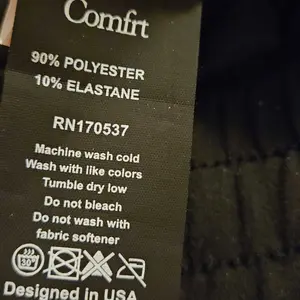 Comfrt
90% POLYESTER
10% ELASTANE
RN170537
Machine wash cold
Wash with like colors
Tumble dry low
Do not bleach
Do not wash with
fabric softener
30°
Designed in USA